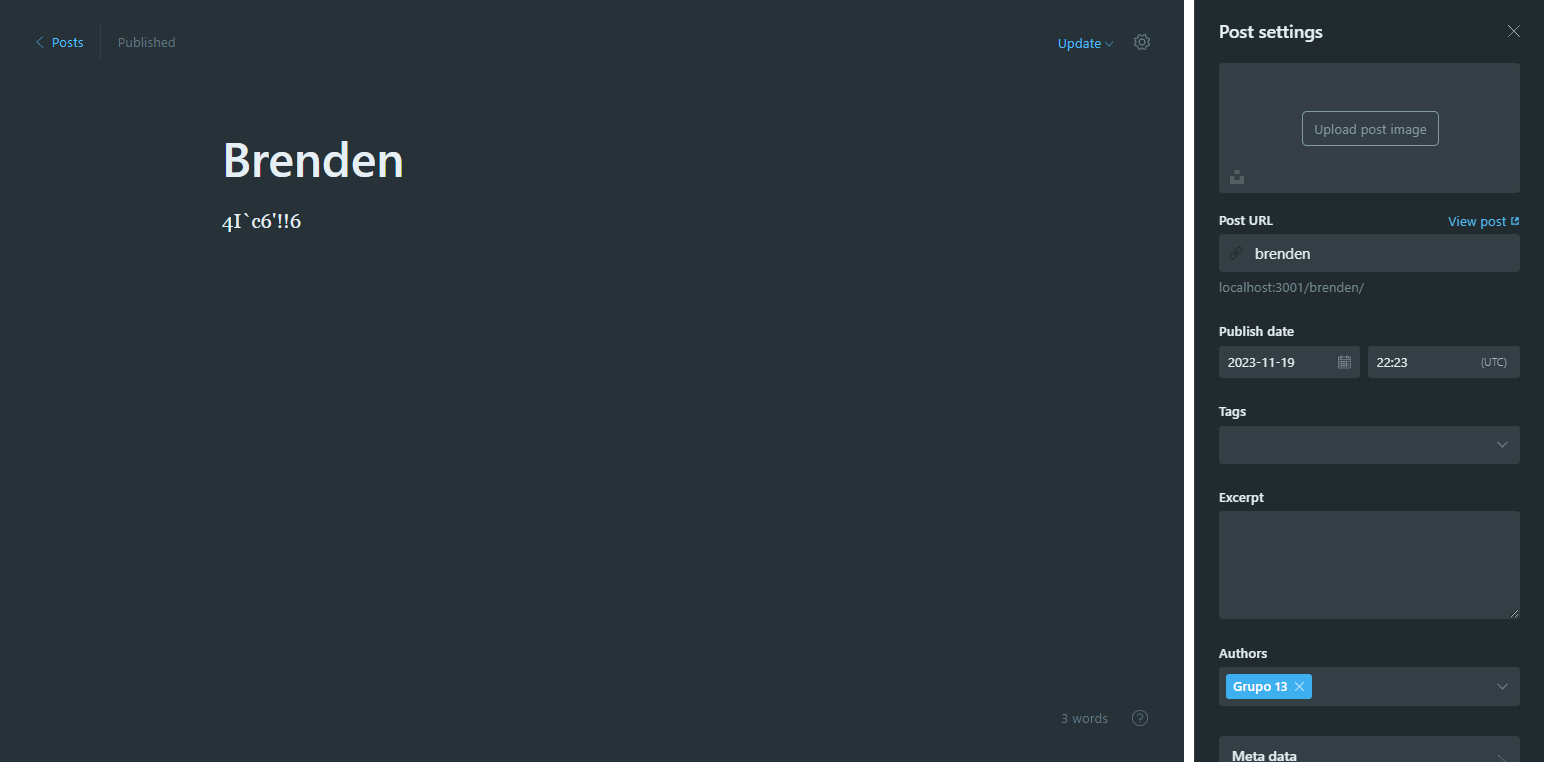 Posts
Published
Update
Brenden
4I`c6'!!6
3 words
?
Post settings
Upload post image
Post URL
View post
brenden
localhost:3001/brenden/
Publish date
2023-11-19
22:23
(UTC)
Tags
Excerpt
Authors
Grupo 13
Meta data